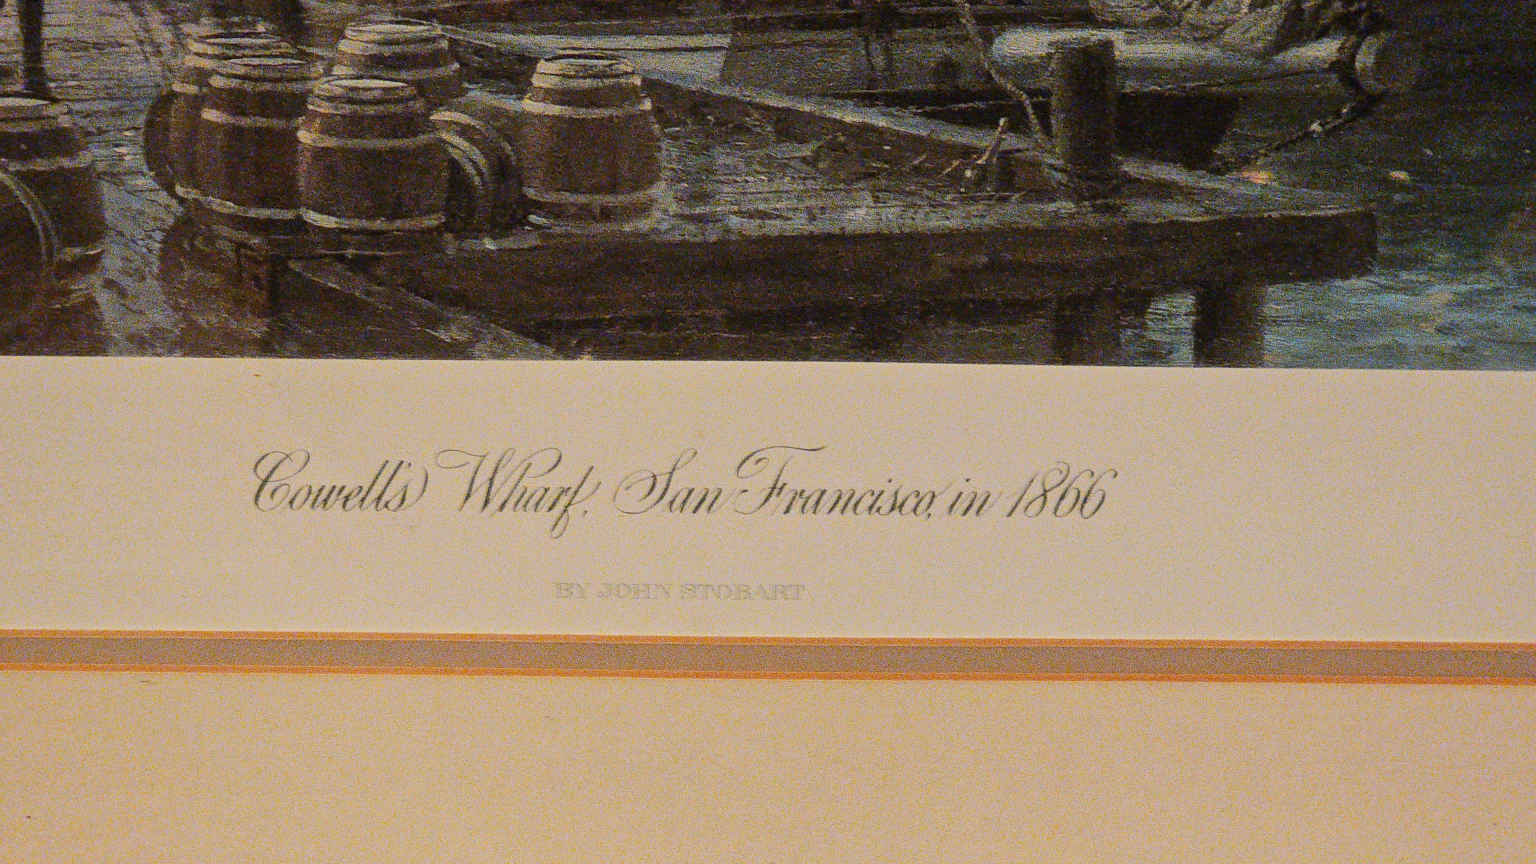 Cowell's Wharf, San Francisco, in 1866
BY JOHN STOBART